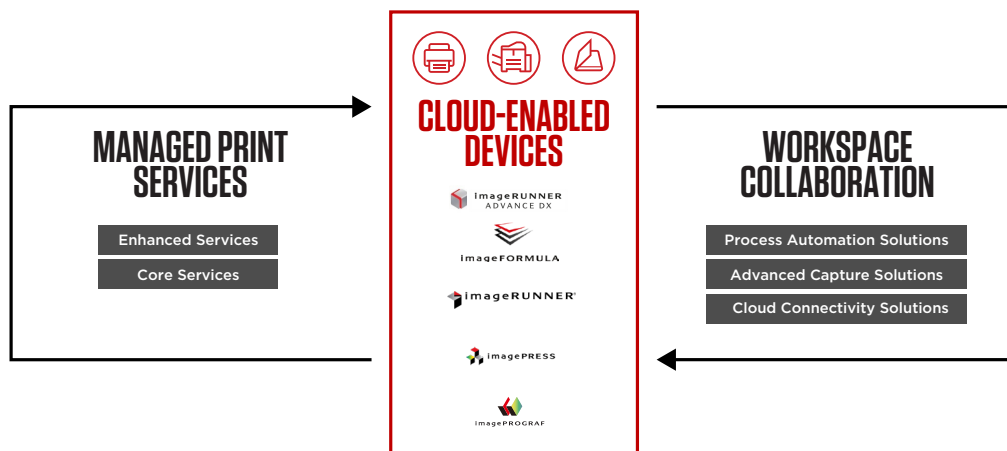 MANAGED PRINT
SERVICES
Enhanced Services
Core Services
CLOUD-ENABLED
DEVICES
imageRUNNER
ADVANCE DX
imageFORMULA
imageRUNNER®
imagePRESS
imagePROGRAF
WORKSPACE
COLLABORATION
Process Automation Solutions
Advanced Capture Solutions
Cloud Connectivity Solutions